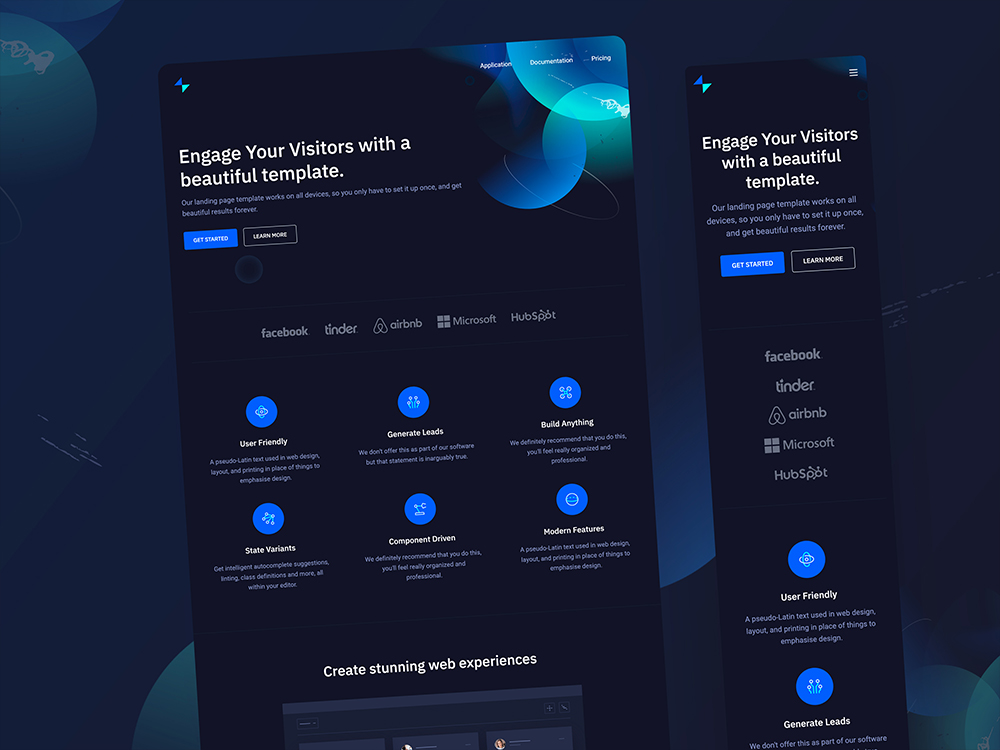 Application Documentation Pricing
Engage Your Visitors with a
beautiful template.
Our landing page template works on all devices, so you only have to set it up once, and get
beautiful results forever.
GET STARTED LEARN MORE
facebook tinder airbnb Microsoft HubSpot
User Friendly
A pseudo-Latin text used in web design,
layout, and printing in place of things to
emphasise design.
Generate Leads
We don't offer this as part of our software
but that statement is inarguably true.
Build Anything
We definitely recommend that you do this,
you'll feel really organized and
professional.
State Variants
Get intelligent autocomplete suggestions,
linting, class definitions and more, all
within your editor.
Component Driven
We definitely recommend that you do this,
you'll feel really organized and
professional.
Modern Features
A pseudo-Latin text used in web design,
layout, and printing in place of things to
emphasise design.
Create stunning web experiences
Engage Your Visitors
with a beautiful
template.
Our landing page template works on all
devices, so you only have to set it up once,
and get beautiful results forever.
GET STARTED LEARN MORE
facebook
tinder
airbnb
Microsoft
HubSpot
User Friendly
A pseudo-Latin text used in web design,
layout, and printing in place of things to
emphasise design.
Generate Leads
We don't offer this as part of our software